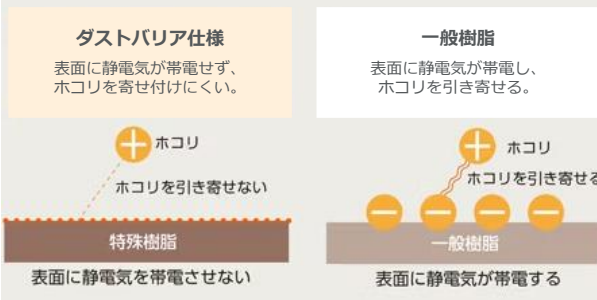 ダストバリア仕様
表面に静電気が帯電せず、
ホコリを寄せ付けにくい。
ホコリ
ホコリを引き寄せない
特殊樹脂
表面に静電気を帯電させない
一般樹脂
表面に静電気が帯電し、
ホコリを引き寄せる。
ホコリ
ホコリを引き寄せる
一般樹脂
表面に静電気が帯電する